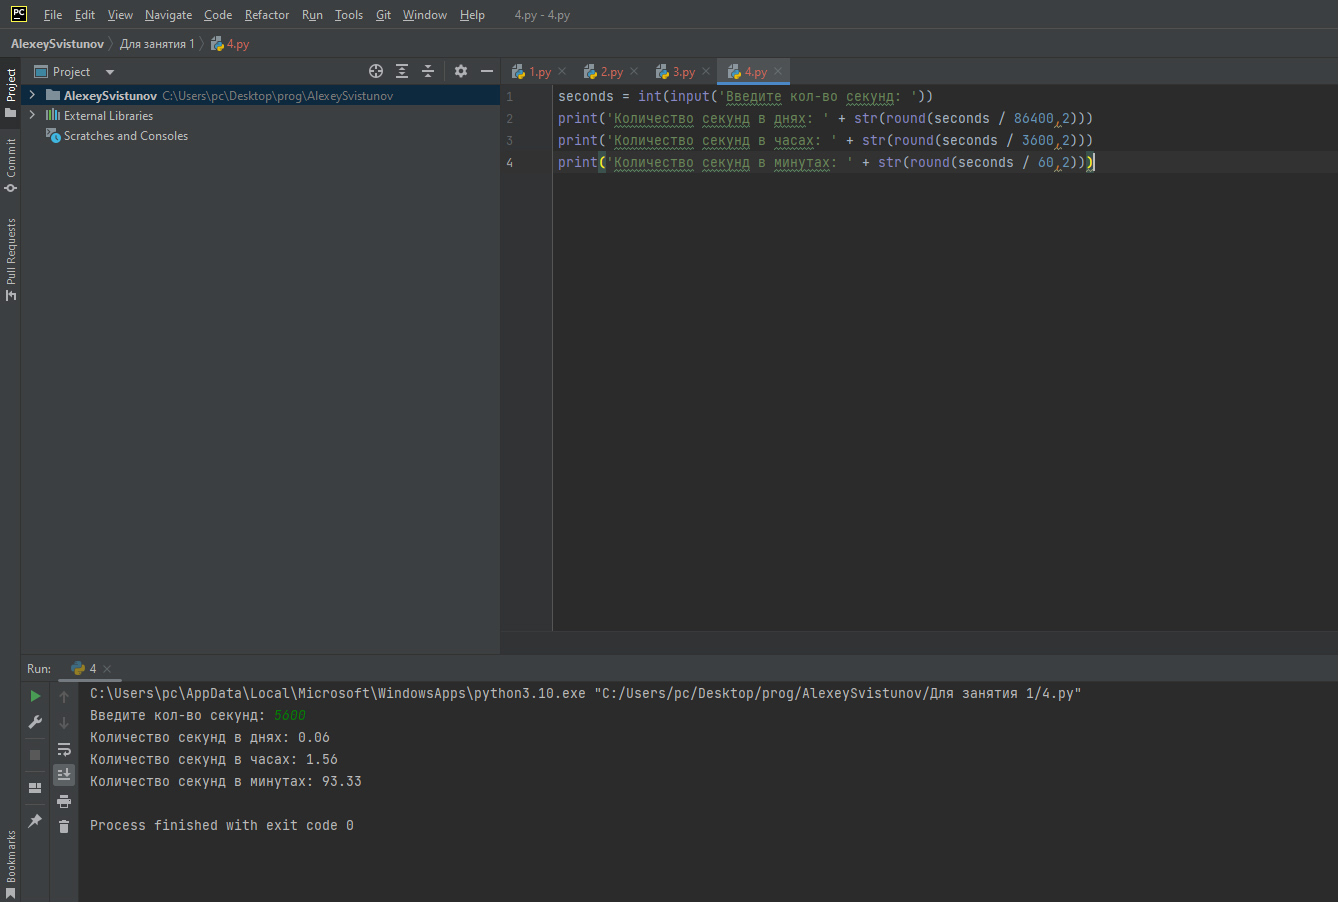 PC File Edit View Navigate Code Refactor Run Tools Git Window Help 4.py - 4.py
AlexeySvistunov Для занятия 1 4.py
Project
1.py 2.py 3.py 4.py
AlexeySvistunov C:\Users\pc\Desktop\prog\AlexeySvistunov
External Libraries
Scratches and Consoles
Project
Commit
Pull Requests
Bookmarks
1 seconds = int(input('Введите кол-во секунд: '))
2 print('Количество секунд в днях: ' + str(round(seconds / 86400,2)))
3 print('Количество секунд в часах: ' + str(round(seconds / 3600,2)))
4 print('Количество секунд в минутах: ' + str(round(seconds / 60,2)))
Run: 4
C:\Users\pc\AppData\Local\Microsoft\WindowsApps\python3.10.exe "C:/Users/pc/Desktop/prog/AlexeySvistunov/Для занятия 1/4.py"
Введите кол-во секунд: 5600
Количество секунд в днях: 0.06
Количество секунд в часах: 1.56
Количество секунд в минутах: 93.33
Process finished with exit code 0